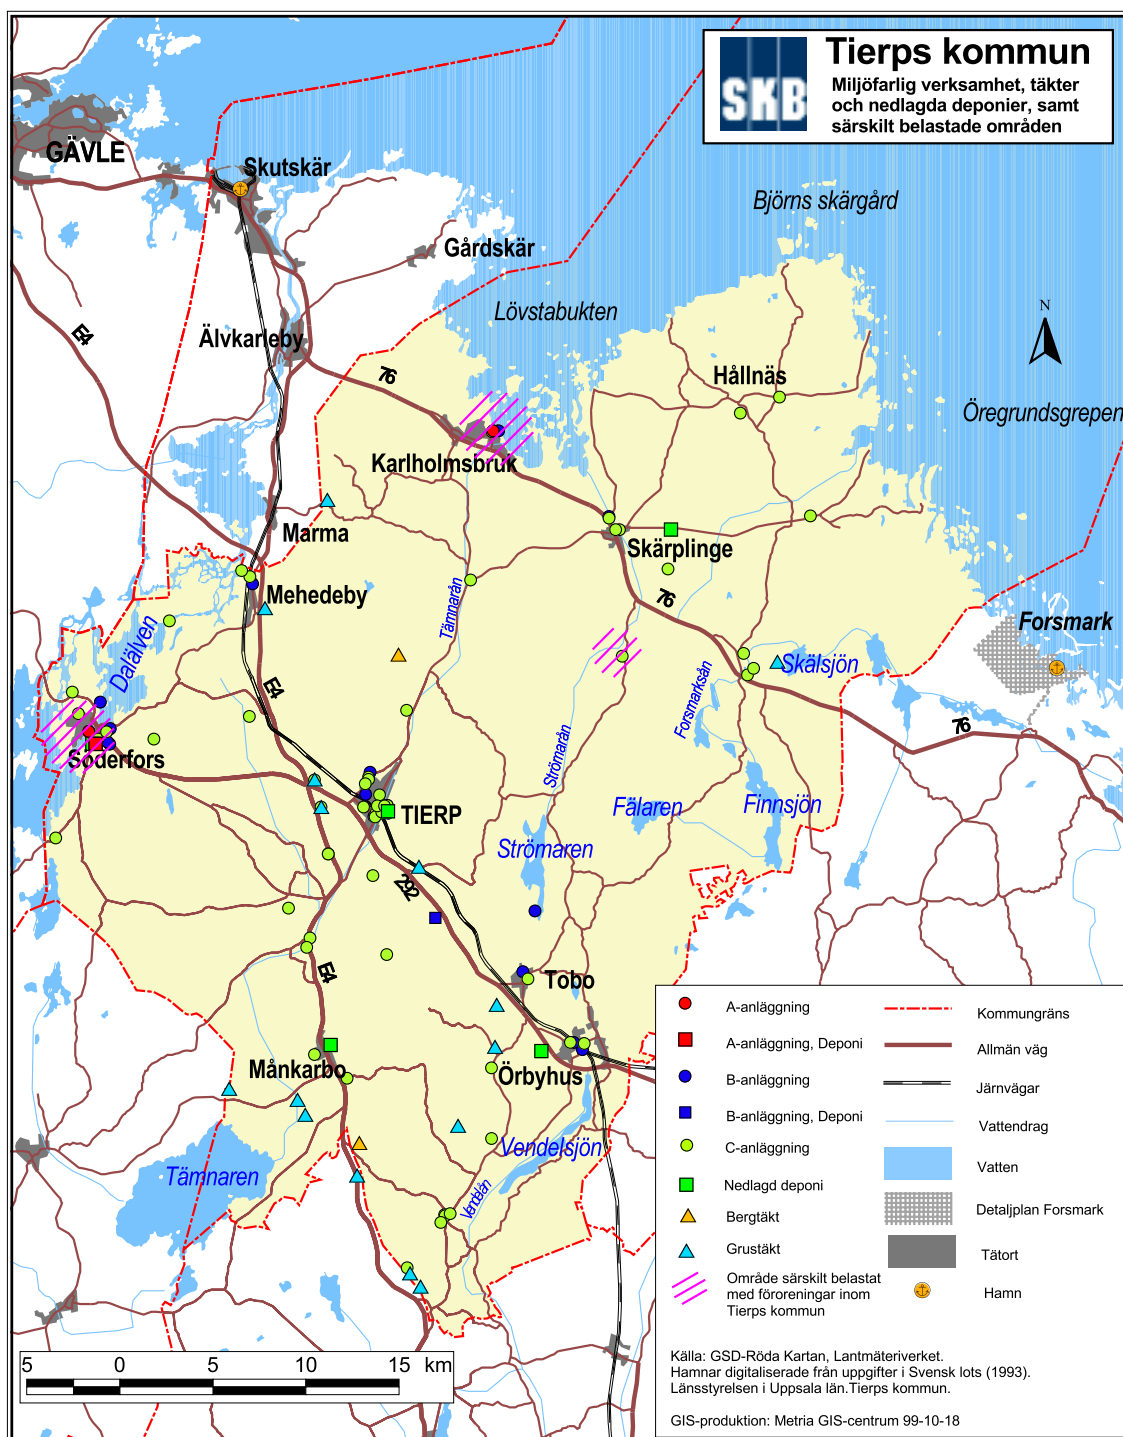 SKB
Tierps kommun
Miljöfarlig verksamhet, täkter
och nedlagda deponier, samt
särskilt belastade områden
GÄVLE
Skutskär
Björns skärgård
Gårdskär
Lövstabukten
N
E4
Älvkarleby
76
Hållnäs
Öregrundsgrepen
Karlholmsbruk
Marma
Skärplinge
Mehedeby
Tämnarån
76
Forsmark
Dalälven
Skälsjön
E4
Forsmarksån
76
Söderfors
Strömarån
TIERP
Fälaren
Finnsjön
Strömaren
292
E4
Tobo
Månkarbo
Örbyhus
Vendelsjön
Tämnaren
Vendelån
A-anläggning
A-anläggning, Deponi
B-anläggning
B-anläggning, Deponi
C-anläggning
Nedlagd deponi
Bergtäkt
Grustäkt
Område särskilt belastat
med föroreningar inom
Tierps kommun
Kommungräns
Allmän väg
Järnvägar
Vattendrag
Vatten
Detaljplan Forsmark
Tätort
Hamn
5 0 5 10 15 km
Källa: GSD-Röda Kartan, Lantmäteriverket.
Hamnar digitaliserade från uppgifter i Svensk lots (1993).
Länsstyrelsen i Uppsala län.Tierps kommun.
GIS-produktion: Metria GIS-centrum 99-10-18